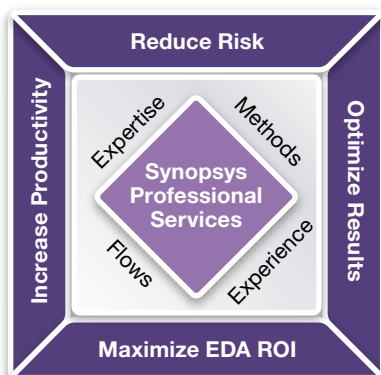 Reduce Risk
Increase Productivity
Expertise
Methods
Optimize Results
Synopsys
Professional
Services
Flows
Experience
Maximize EDA ROI